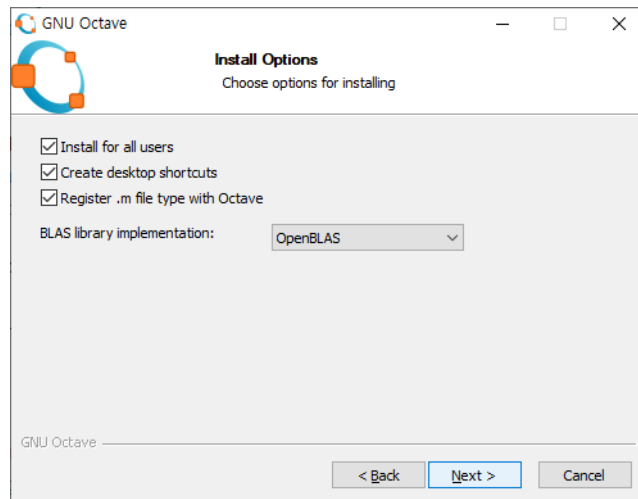 GNU Octave
Install Options
Choose options for installing
Install for all users
Create desktop shortcuts
Register .m file type with Octave
BLAS library implementation: OpenBLAS
GNU Octave
< Back Next > Cancel